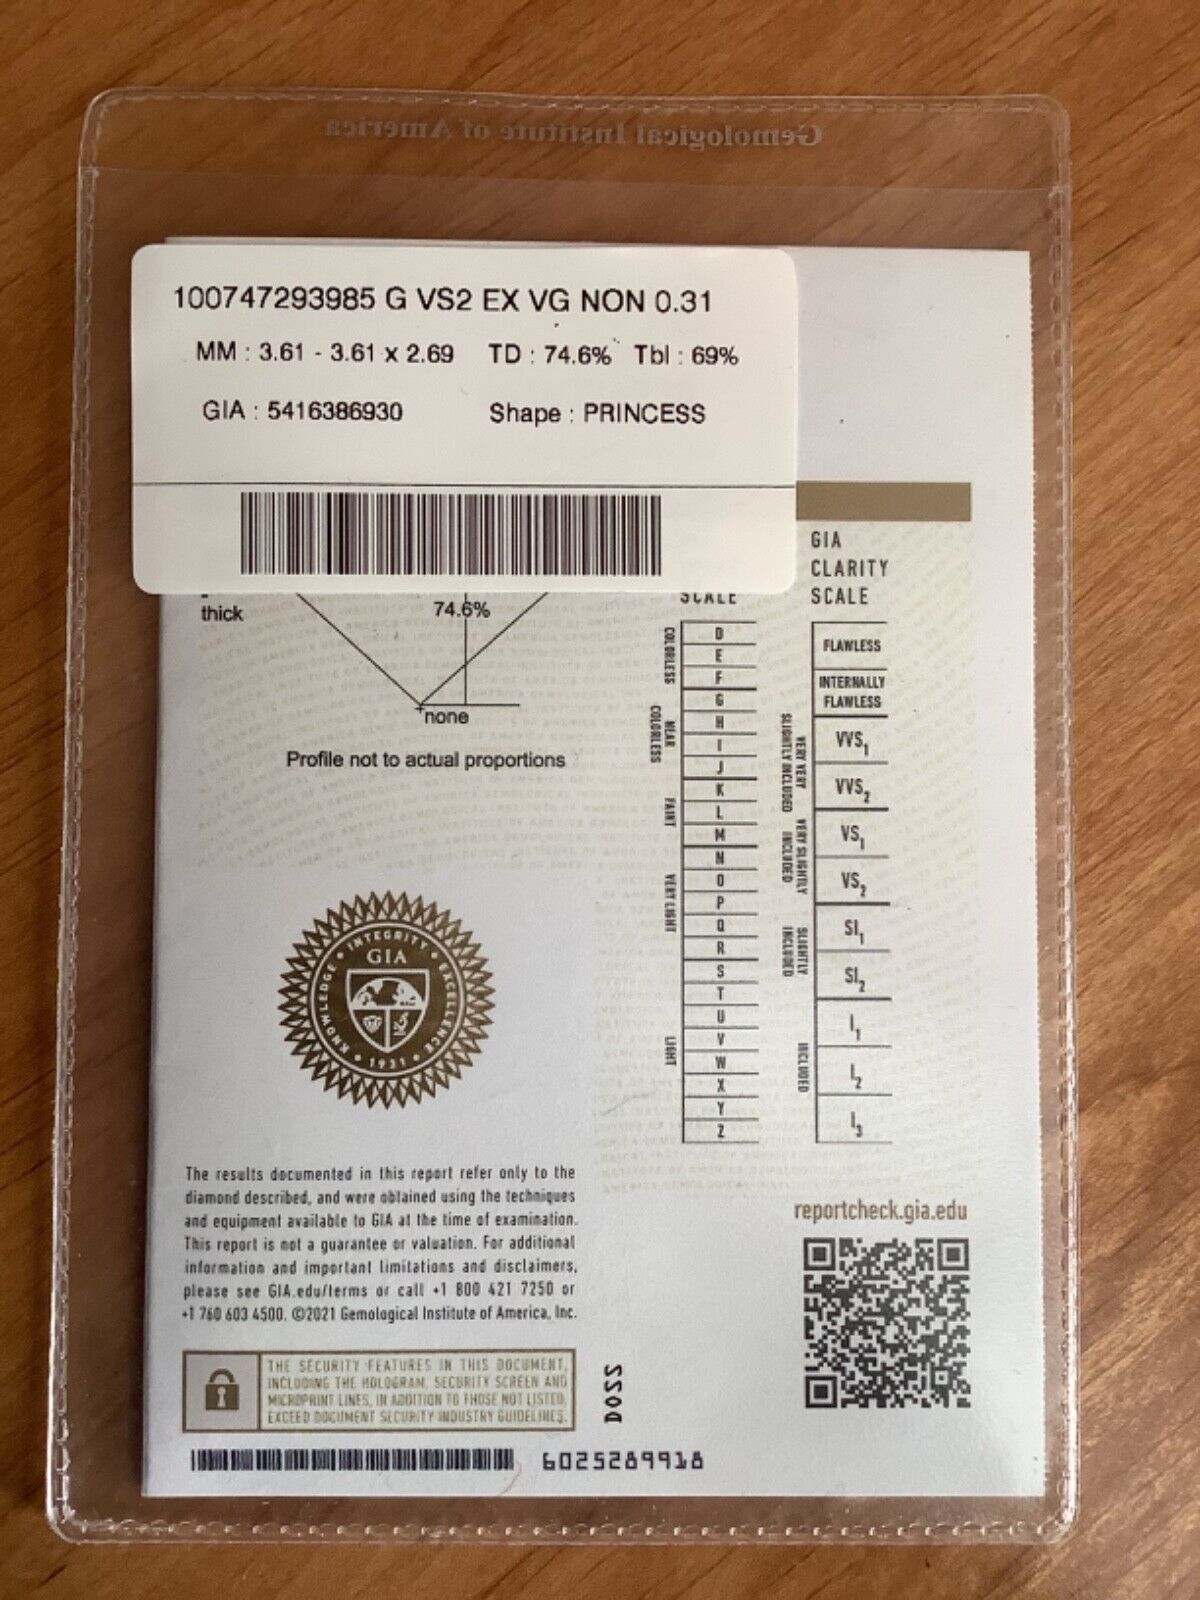 Gemological Institute of America
100747293985 G VS2 EX VG NON 0.31
MM : 3.61 - 3.61 x 2.69 TD : 74.6% Tbl : 69%
GIA : 5416386930 Shape : PRINCESS
thick
74.6%
none
Profile not to actual proportions
SCALE
COLORLESS
D
E
F
NEAR
COLORLESS
G
H
I
J
FAINT
K
L
M
VERY LIGHT
N
O
P
Q
R
LIGHT
S
T
U
V
W
X
Y
Z
GIA
CLARITY
SCALE
FLAWLESS
INTERNALLY
FLAWLESS
VERY VERY
SLIGHTLY INCLUDED
VVS1
VVS2
VERY SLIGHTLY
INCLUDED
VS1
VS2
SLIGHTLY
INCLUDED
SI1
SI2
INCLUDED
I1
I2
I3
KNOWLEDGE • INTEGRITY • EXCELLENCE
GIA
• 1931 •
The results documented in this report refer only to the
diamond described, and were obtained using the techniques
and equipment available to GIA at the time of examination.
This report is not a guarantee or valuation. For additional
information and important limitations and disclaimers,
please see GIA.edu/terms or call +1 800 421 7250 or
+1 760 603 4500. ©2021 Gemological Institute of America, Inc.
THE SECURITY FEATURES IN THIS DOCUMENT,
INCLUDING THE HOLOGRAM, SECURITY SCREEN AND
MICROPRINT LINES, IN ADDITION TO THOSE NOT LISTED,
EXCEED DOCUMENT SECURITY INDUSTRY GUIDELINES.
DO22
6025289918
reportcheck.gia.edu